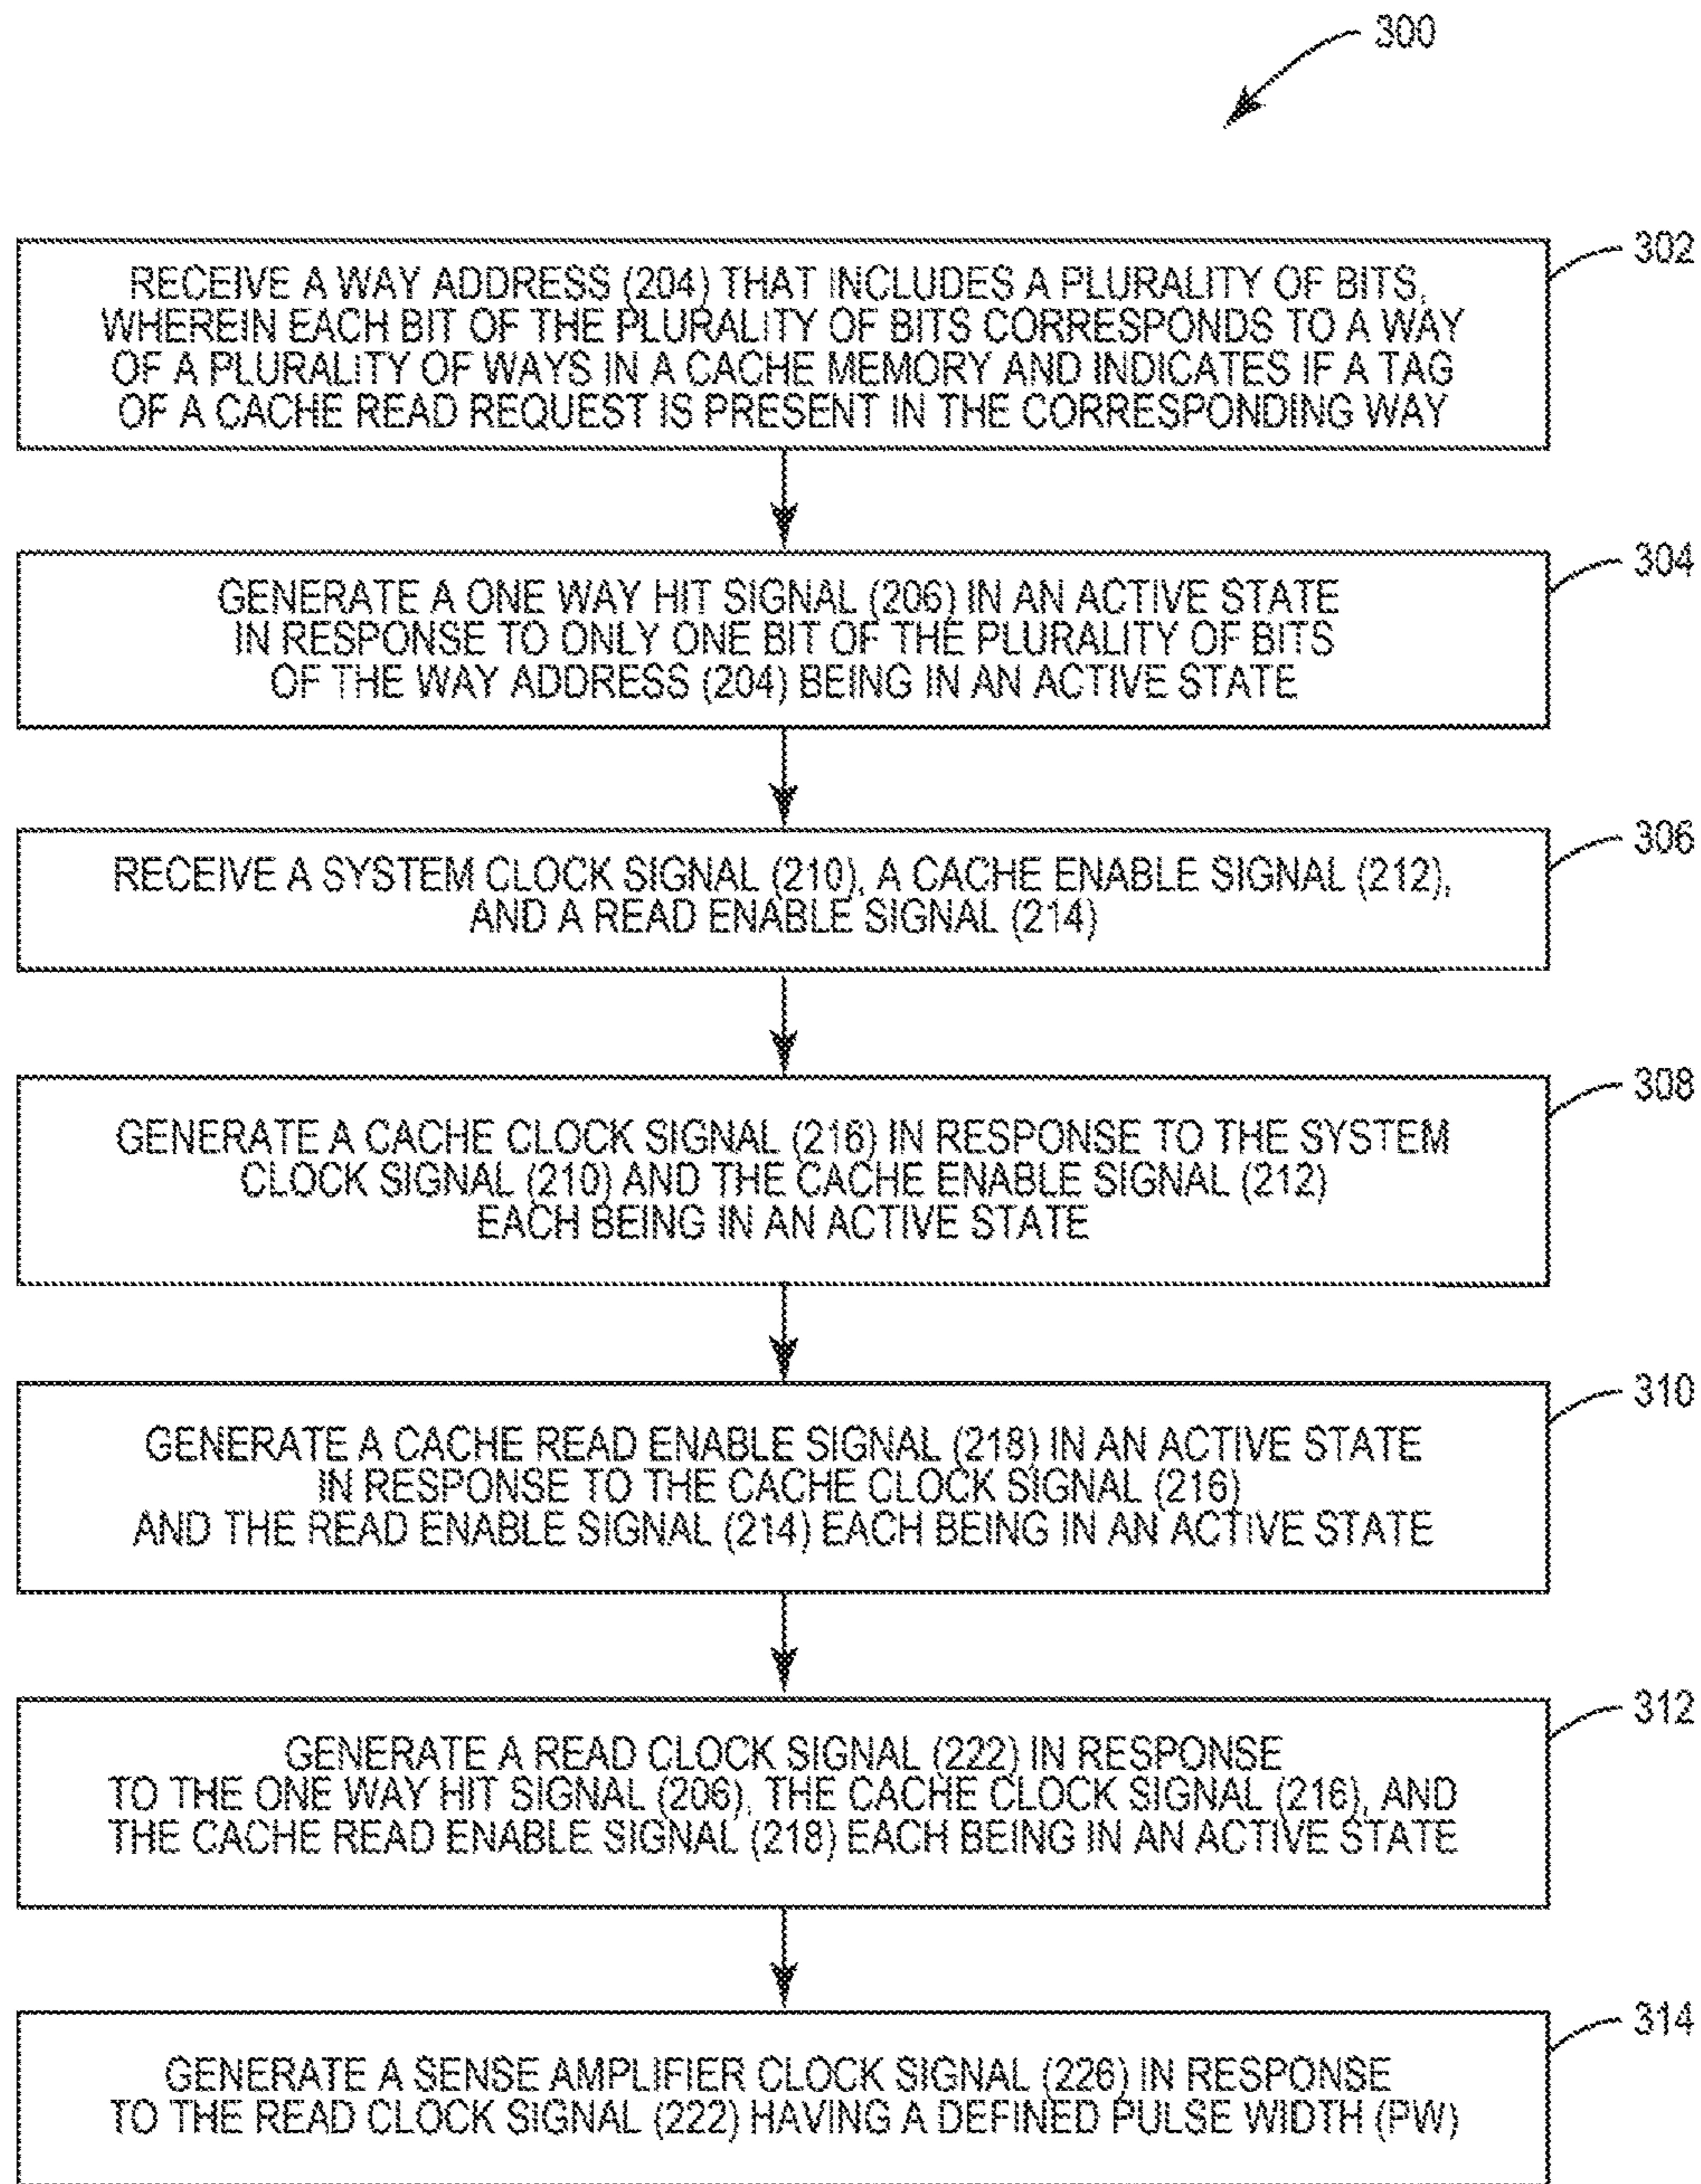 300
302
RECEIVE A WAY ADDRESS (204) THAT INCLUDES A PLURALITY OF BITS,
WHEREIN EACH BIT OF THE PLURALITY OF BITS CORRESPONDS TO A WAY
OF A PLURALITY OF WAYS IN A CACHE MEMORY AND INDICATES IF A TAG
OF A CACHE READ REQUEST IS PRESENT IN THE CORRESPONDING WAY
304
GENERATE A ONE WAY HIT SIGNAL (206) IN AN ACTIVE STATE
IN RESPONSE TO ONLY ONE BIT OF THE PLURALITY OF BITS
OF THE WAY ADDRESS (204) BEING IN AN ACTIVE STATE
306
RECEIVE A SYSTEM CLOCK SIGNAL (210), A CACHE ENABLE SIGNAL (212),
AND A READ ENABLE SIGNAL (214)
308
GENERATE A CACHE CLOCK SIGNAL (216) IN RESPONSE TO THE SYSTEM
CLOCK SIGNAL (210) AND THE CACHE ENABLE SIGNAL (212)
EACH BEING IN AN ACTIVE STATE
310
GENERATE A CACHE READ ENABLE SIGNAL (218) IN AN ACTIVE STATE
IN RESPONSE TO THE CACHE CLOCK SIGNAL (216)
AND THE READ ENABLE SIGNAL (214) EACH BEING IN AN ACTIVE STATE
312
GENERATE A READ CLOCK SIGNAL (222) IN RESPONSE
TO THE ONE WAY HIT SIGNAL (206), THE CACHE CLOCK SIGNAL (216), AND
THE CACHE READ ENABLE SIGNAL (218) EACH BEING IN AN ACTIVE STATE
314
GENERATE A SENSE AMPLIFIER CLOCK SIGNAL (226) IN RESPONSE
TO THE READ CLOCK SIGNAL (222) HAVING A DEFINED PULSE WIDTH (PW)